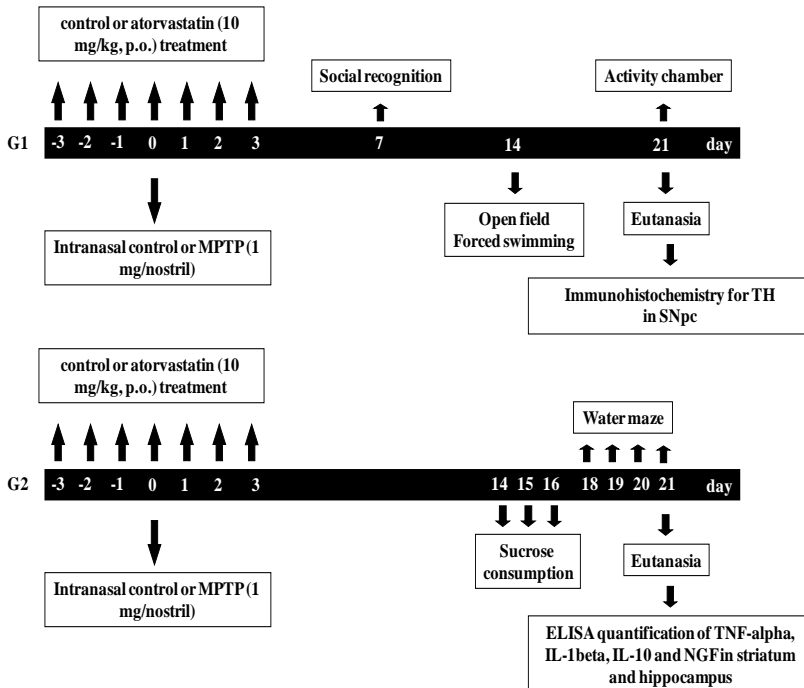 control or atorvastatin (10
mg/kg, p.o.) treatment
Social recognition
Activity chamber
G1
-3 -2 -1 0 1 2 3 7 14 21 day
Intranasal control or MPTP (1
mg/nostril)
Open field
Forced swimming
Eutanasia
Immunohistochemistry for TH
in SNpc
control or atorvastatin (10
mg/kg, p.o.) treatment
Water maze
G2
-3 -2 -1 0 1 2 3 14 15 16 18 19 20 21 day
Intranasal control or MPTP (1
mg/nostril)
Sucrose
consumption
Eutanasia
ELISA quantification of TNF-alpha,
IL-1beta, IL-10 and NGF in striatum
and hippocampus